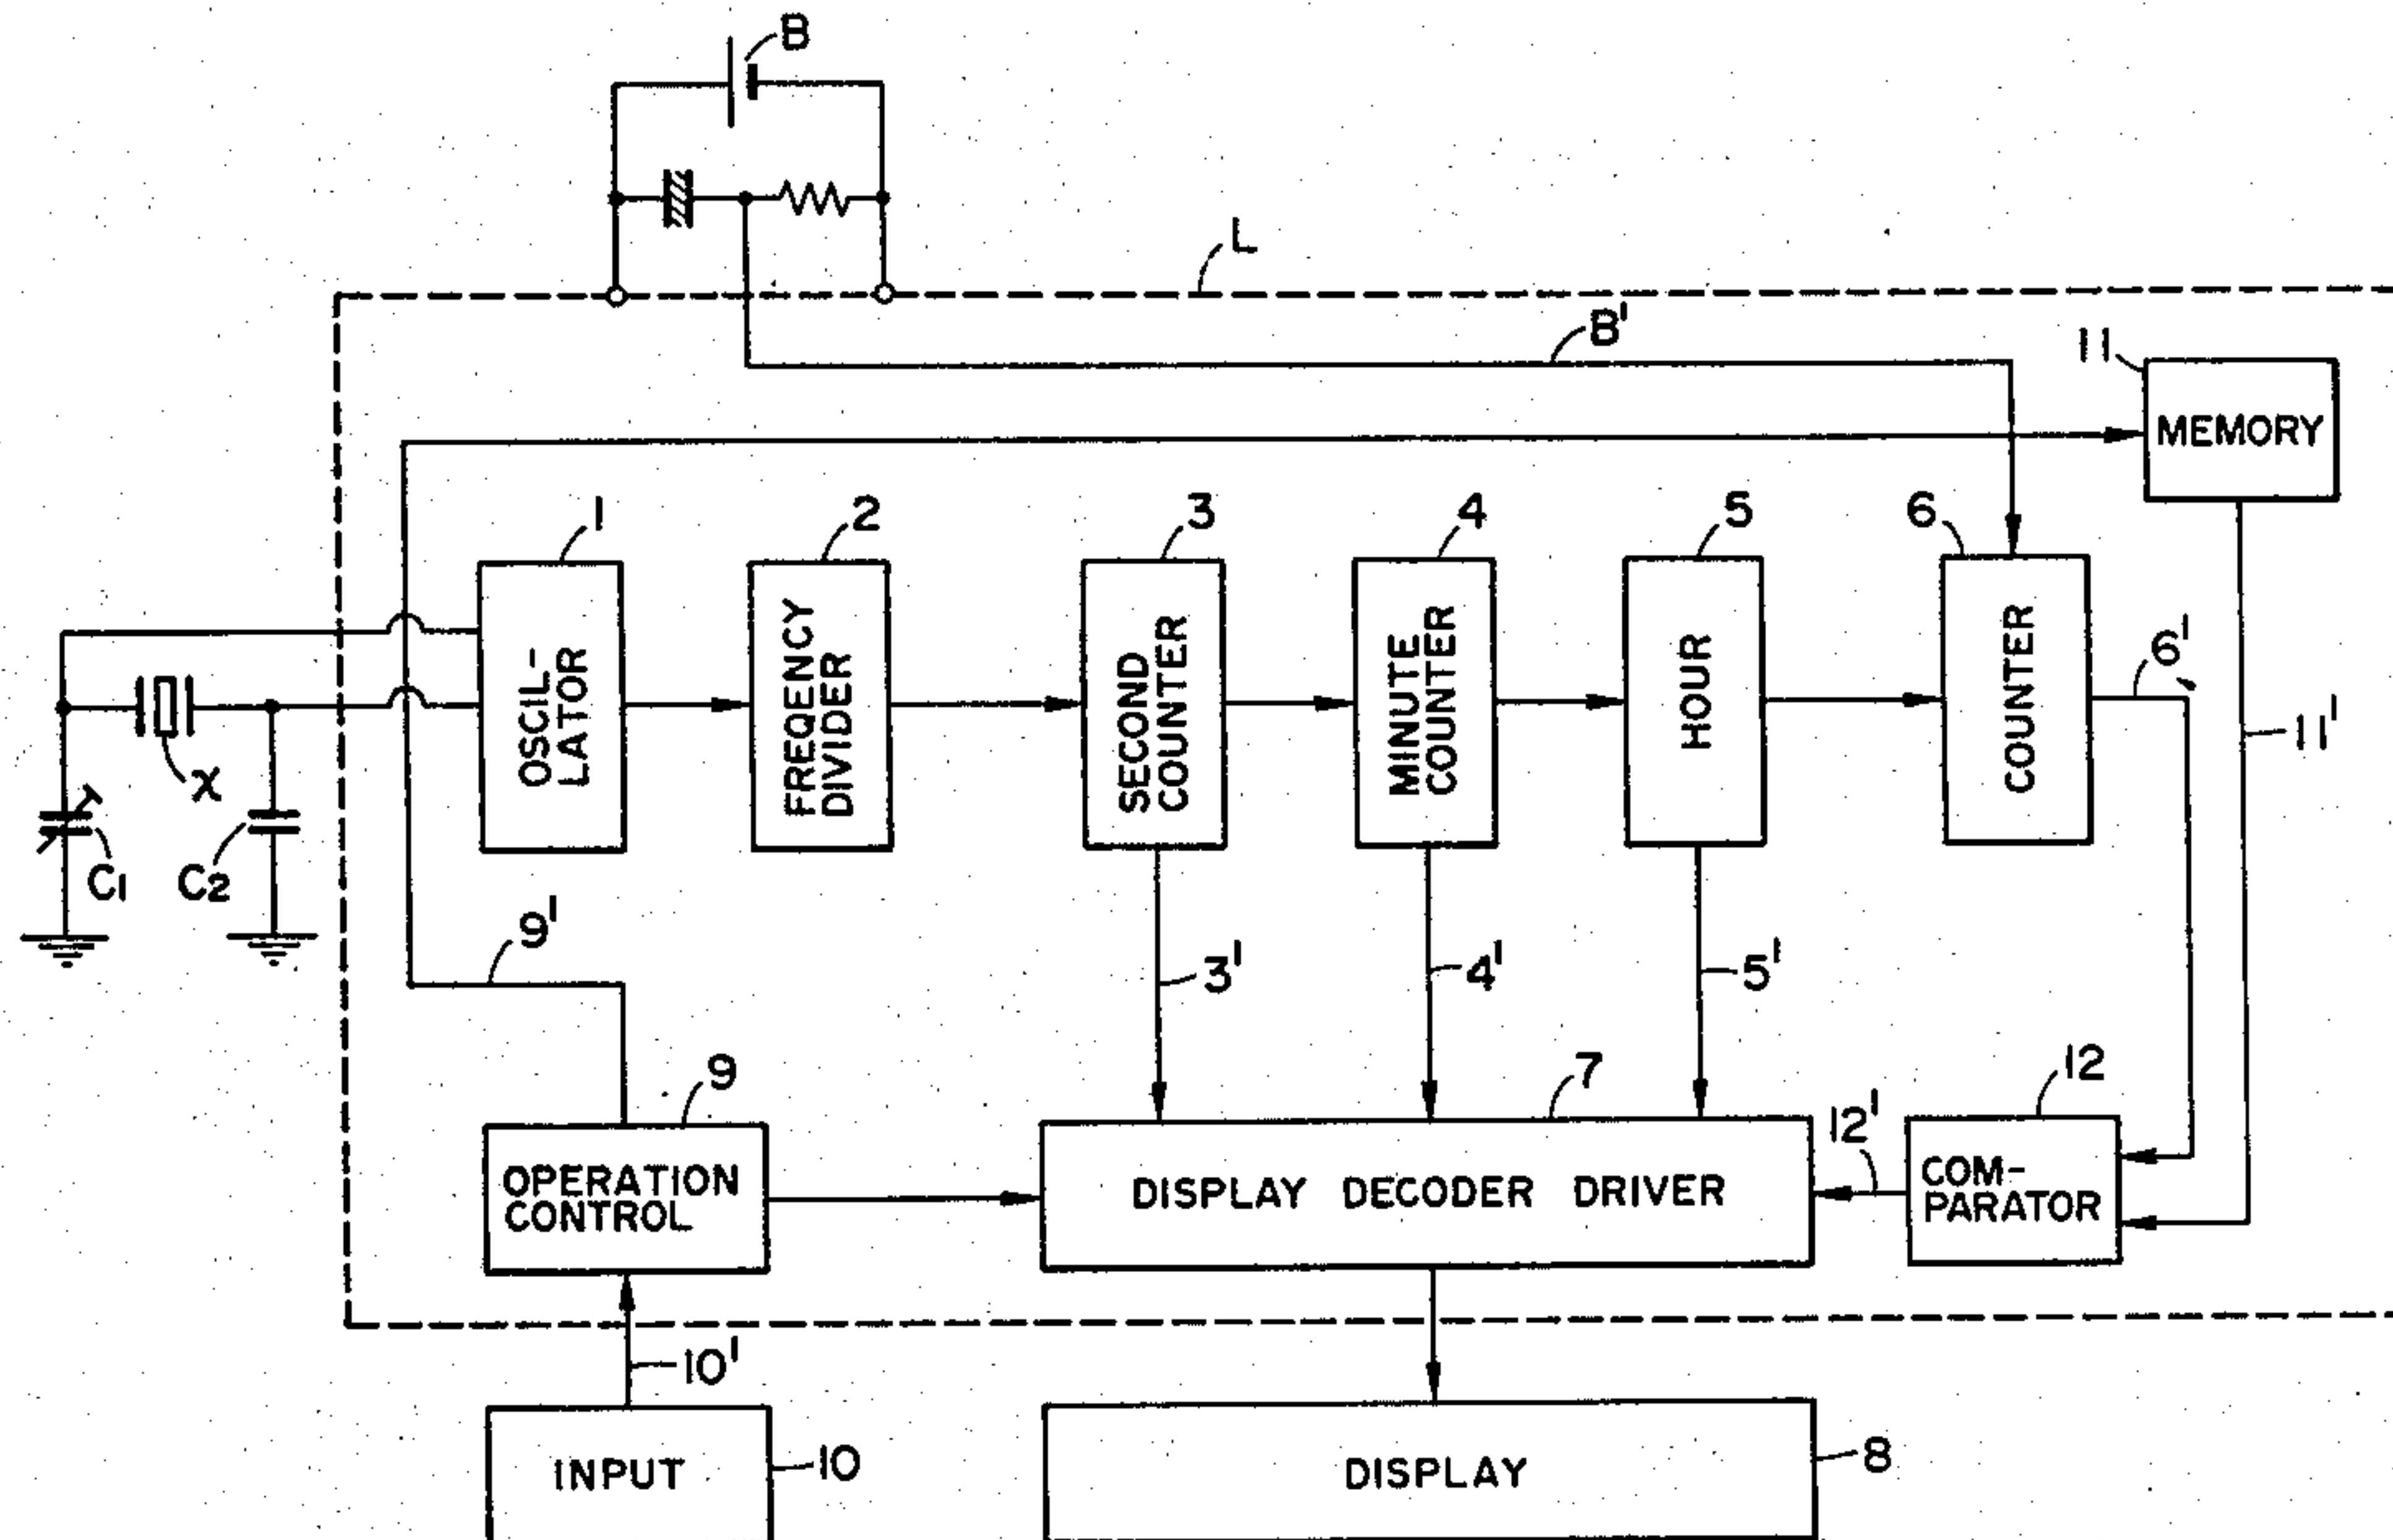 B
L
B'
11
MEMORY
1
2
3
4
5
6
OSCIL-
LATOR
FREQENCY
DIVIDER
SECOND
COUNTER
MINUTE
COUNTER
HOUR
COUNTER
6'
11'
X
C1
C2
9'
3'
4'
5'
9
7
12'
12
OPERATION
CONTROL
DISPLAY DECODER DRIVER
COM-
PARATOR
10'
INPUT
10
DISPLAY
8